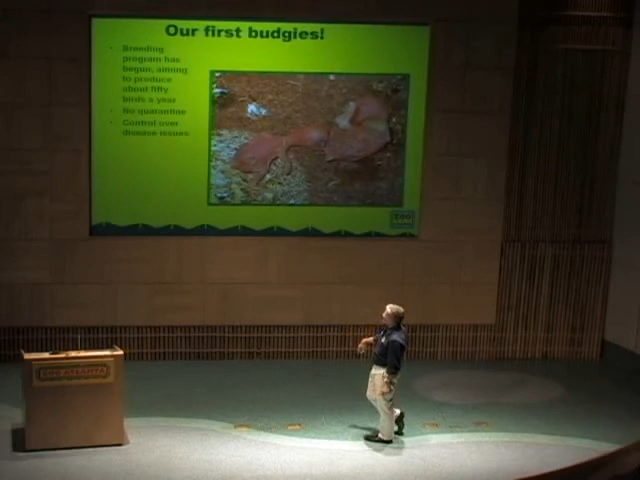 Our first budgies!
• Breeding
program has
begun, aiming
to produce
about fifty
birds a year
• No quarantine
• Control over
disease issues
ZOO
ZOO ATLANTA